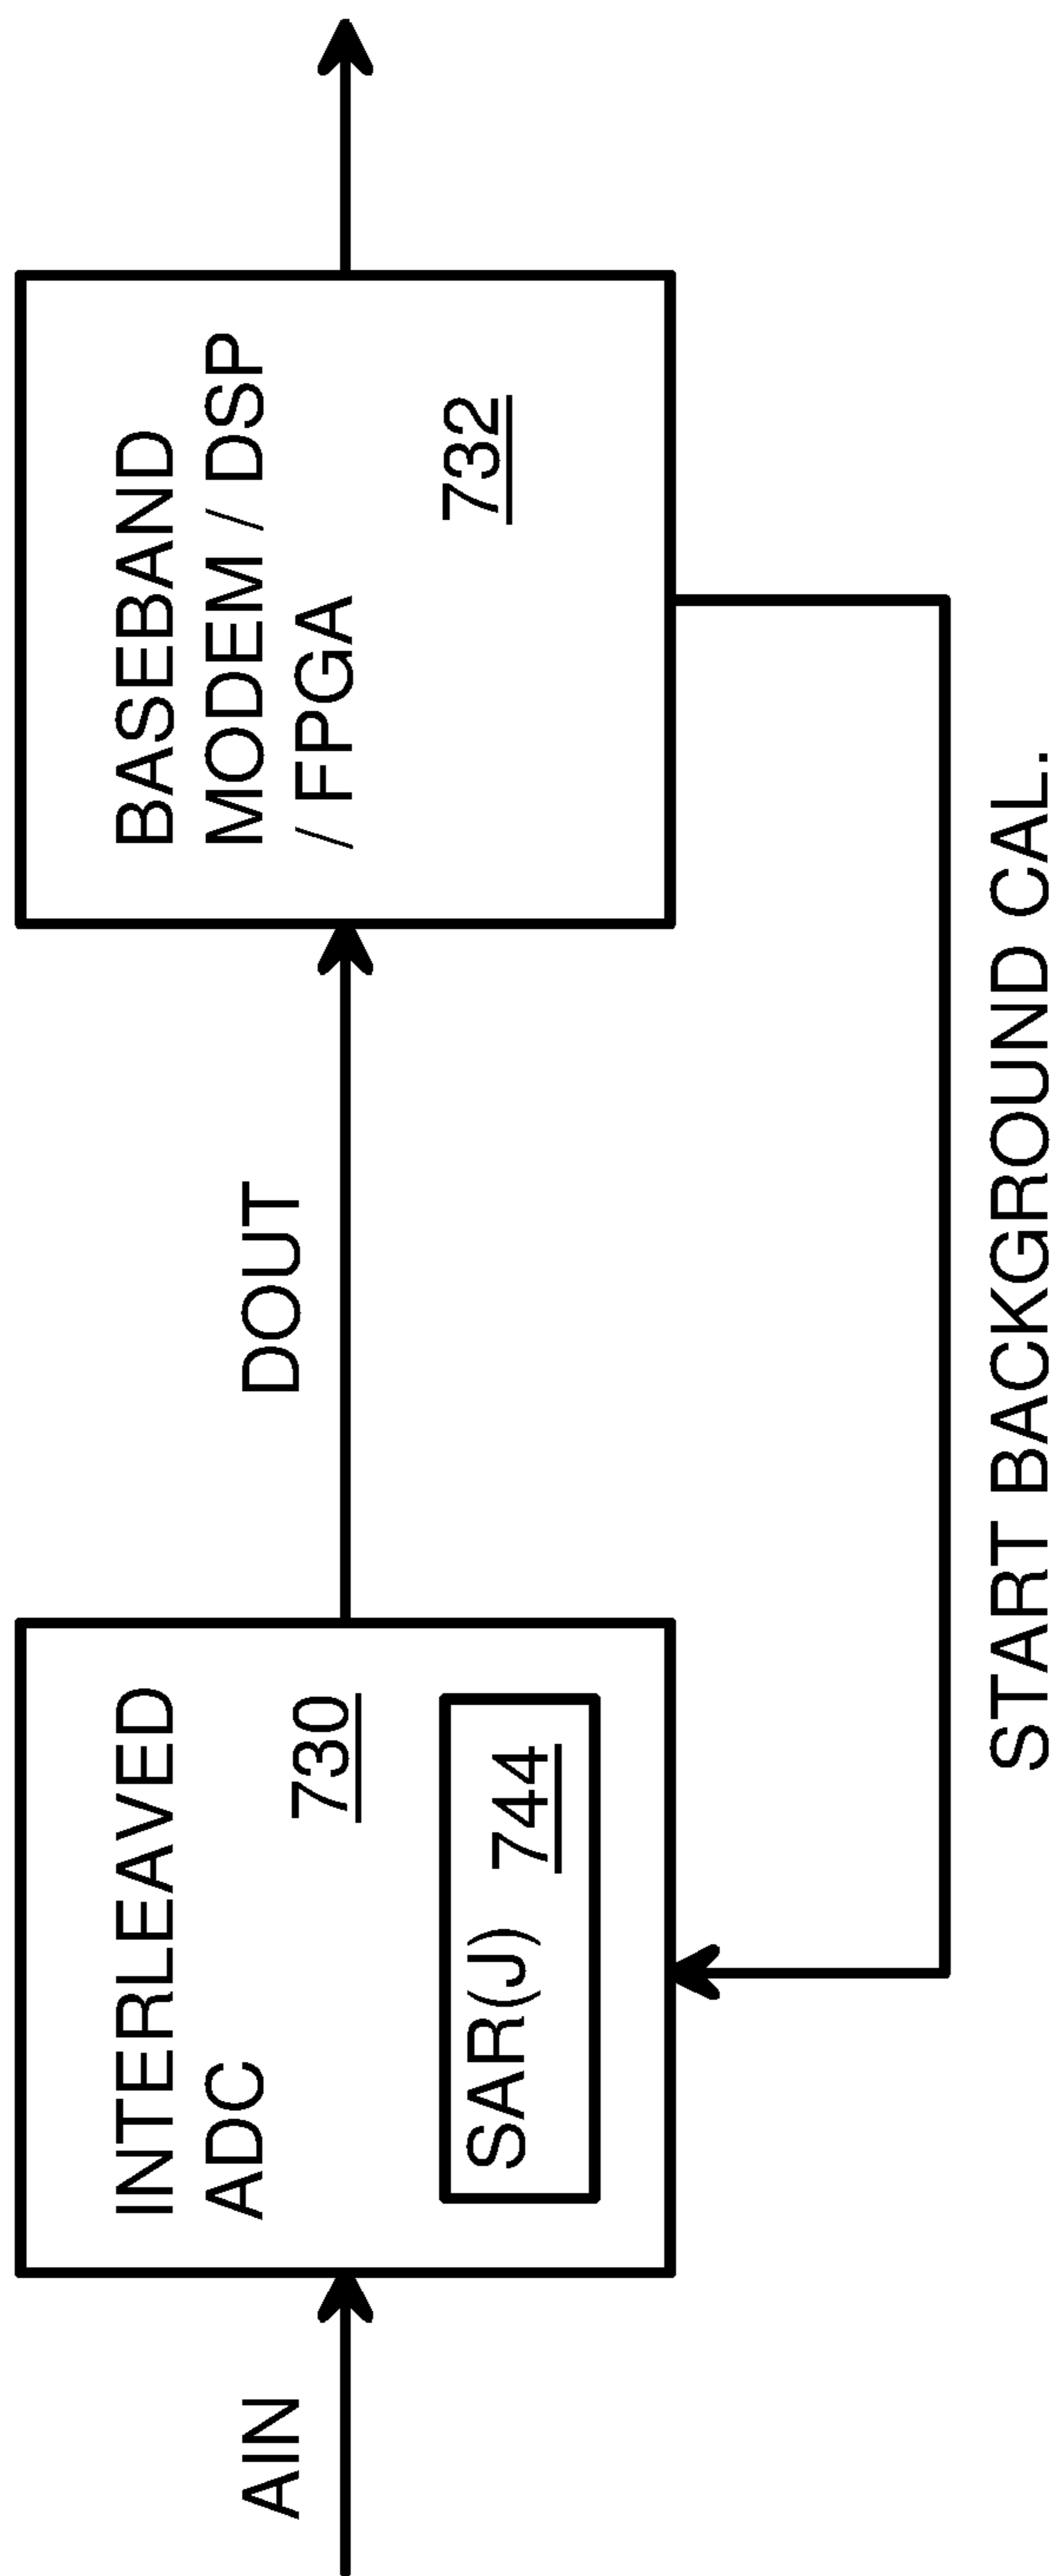 AIN
INTERLEAVED
ADC
730
SAR(J) 744
DOUT
BASEBAND
MODEM / DSP
/ FPGA
732
START BACKGROUND CAL.